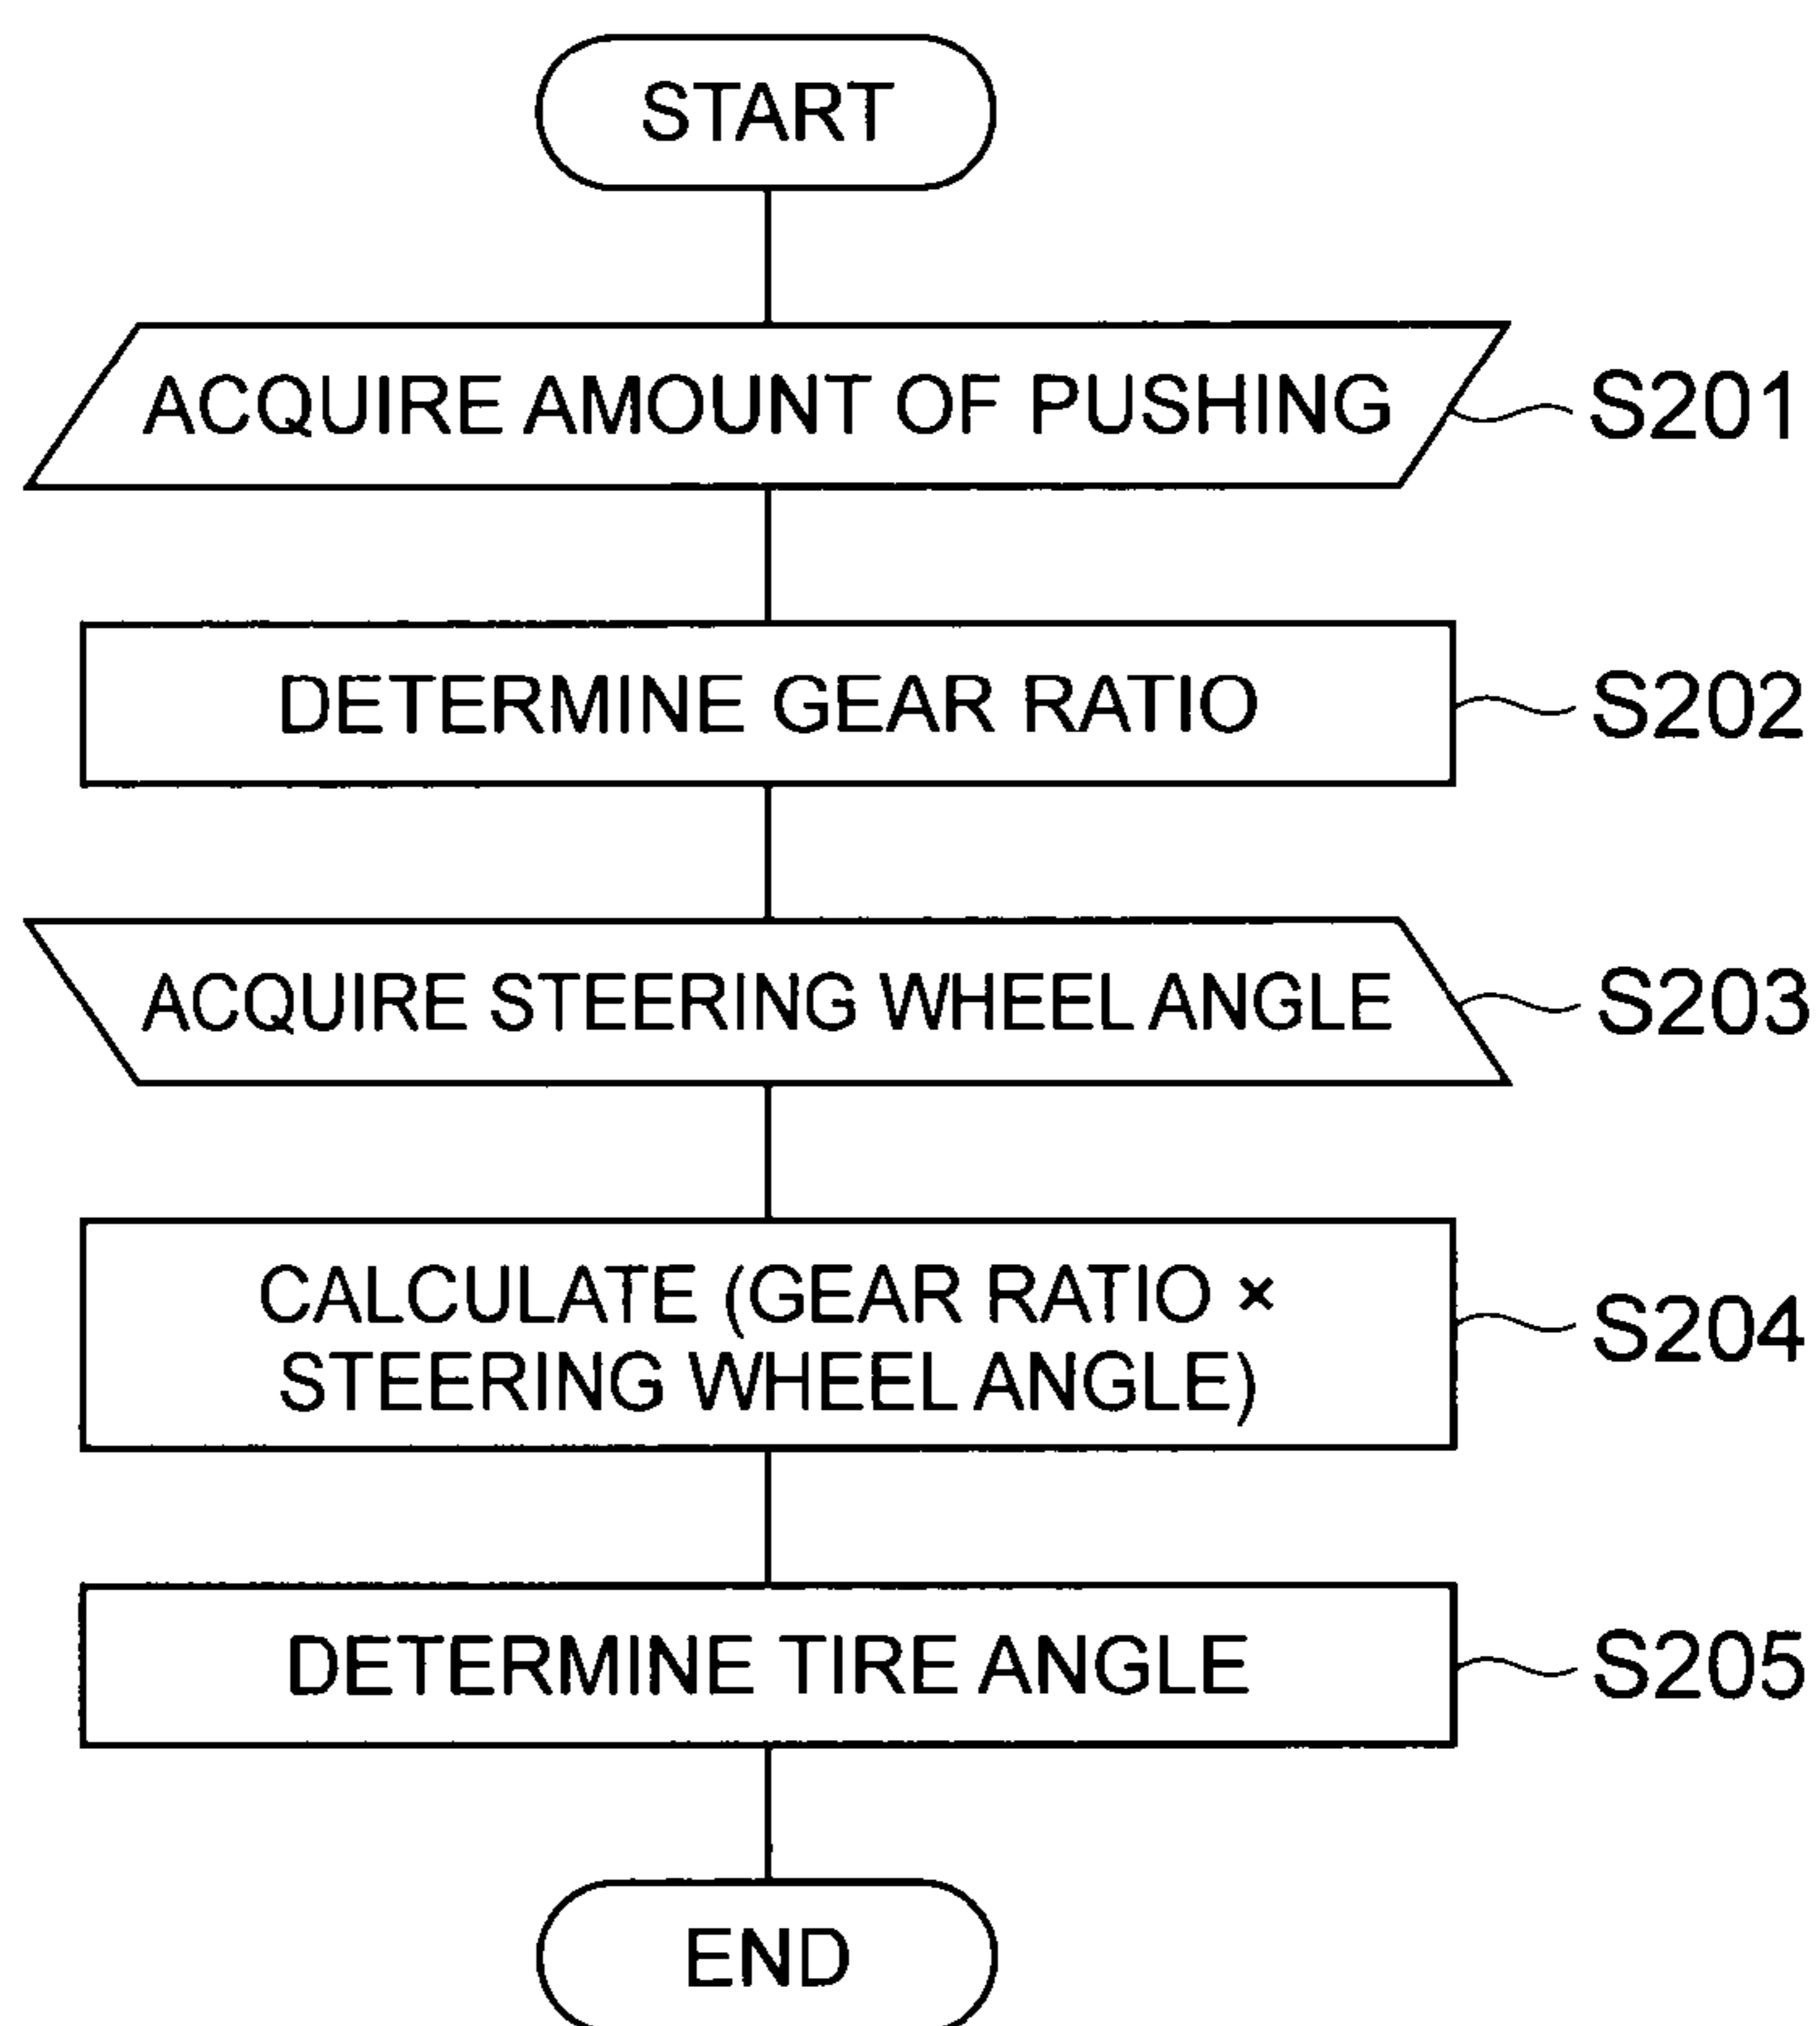 START
ACQUIRE AMOUNT OF PUSHING
S201
DETERMINE GEAR RATIO
S202
ACQUIRE STEERING WHEEL ANGLE
S203
CALCULATE (GEAR RATIO ×
STEERING WHEEL ANGLE)
S204
DETERMINE TIRE ANGLE
S205
END